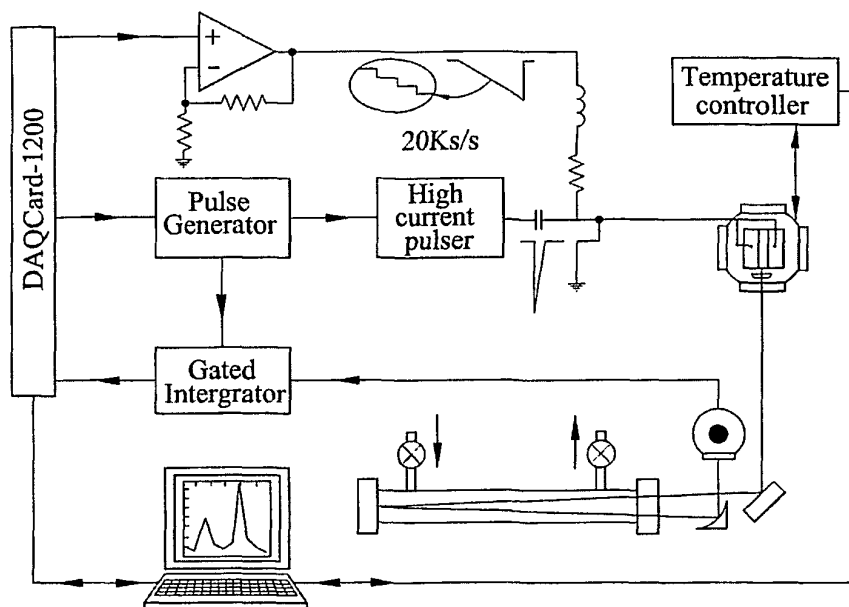 DAQCard-1200
+
−
20Ks/s
Temperature
controller
Pulse
Generator
High
current
pulser
Gated
Intergrator